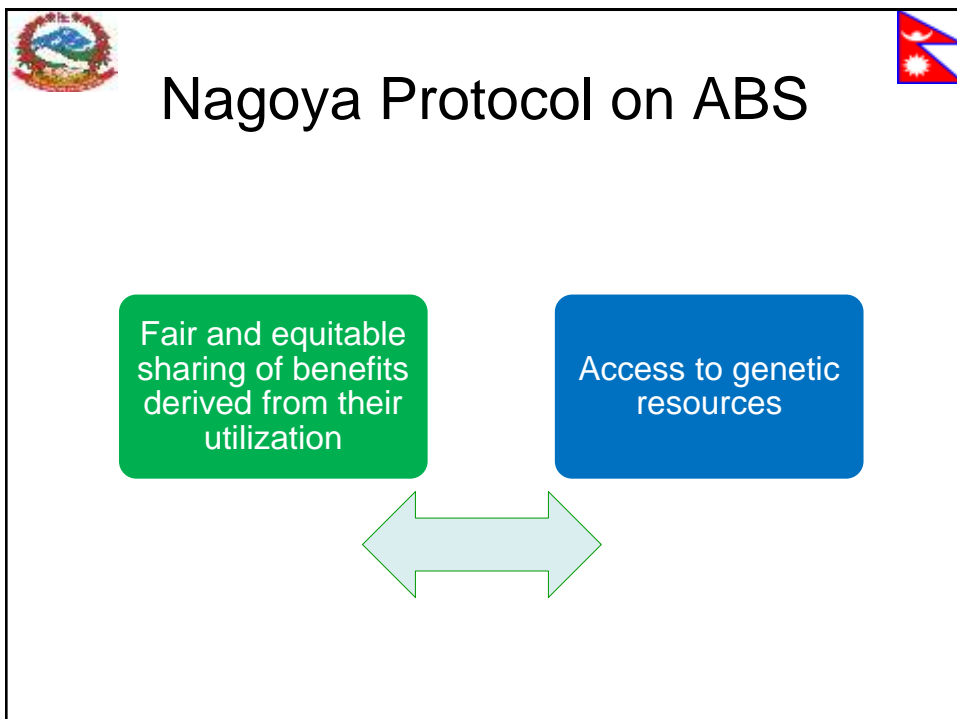 Nagoya Protocol on ABS
Fair and equitable
sharing of benefits
derived from their
utilization
Access to genetic
resources